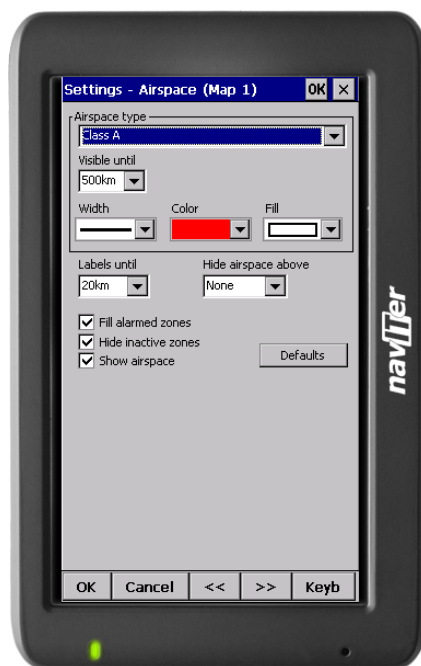 Settings - Airspace (Map 1) OK
Airspace type
Class A
Visible until
500km
Width Color Fill
Labels until Hide airspace above
20km None
Fill alarmed zones
Hide inactive zones
Show airspace
Defaults
OK Cancel << >> Keyb
naviter